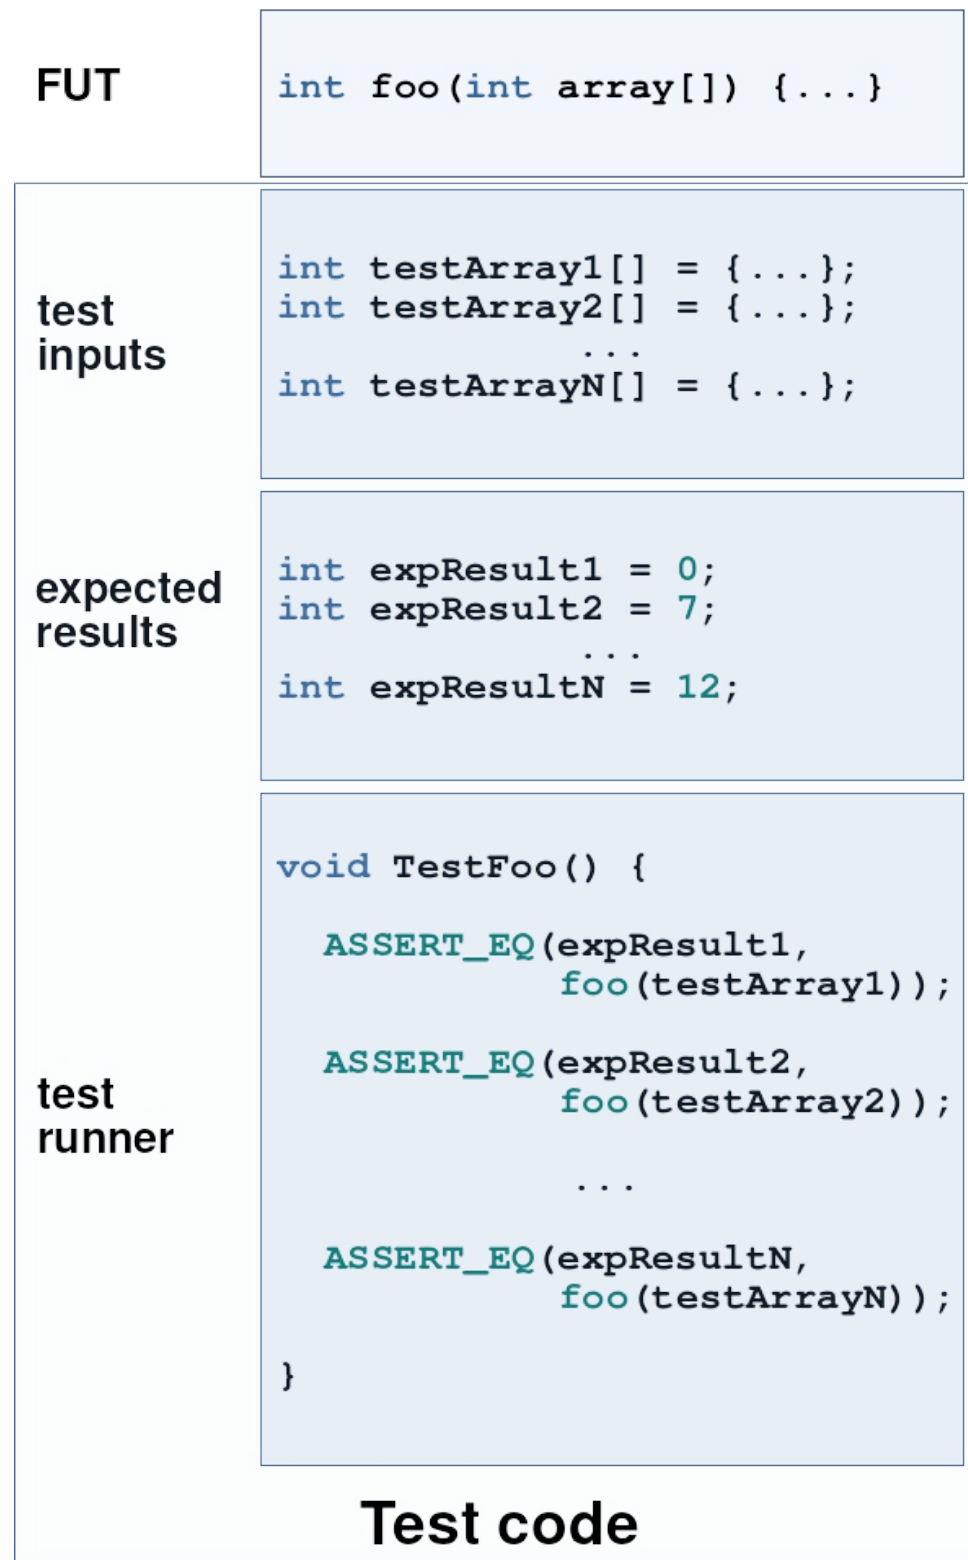 FUT
int foo(int array[]) {...}
test
inputs
int testArray1[] = {...};
int testArray2[] = {...};
...
int testArrayN[] = {...};
expected
results
int expResult1 = 0;
int expResult2 = 7;
...
int expResultN = 12;
test
runner
void TestFoo() {
ASSERT_EQ(expResult1,
foo(testArray1));
ASSERT_EQ(expResult2,
foo(testArray2));
...
ASSERT_EQ(expResultN,
foo(testArrayN));
}
Test code